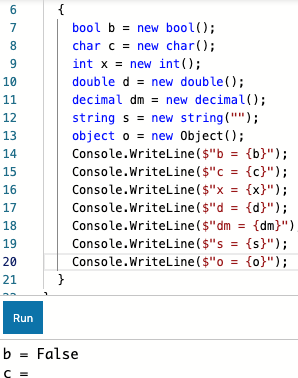 6 {
7 bool b = new bool();
8 char c = new char();
9 int x = new int();
10 double d = new double();
11 decimal dm = new decimal();
12 string s = new string("");
13 object o = new Object();
14 Console.WriteLine($"b = {b}");
15 Console.WriteLine($"c = {c}");
16 Console.WriteLine($"x = {x}");
17 Console.WriteLine($"d = {d}");
18 Console.WriteLine($"dm = {dm}")
19 Console.WriteLine($"s = {s}");
20 Console.WriteLine($"o = {o}");
21 }
Run
b = False
c =